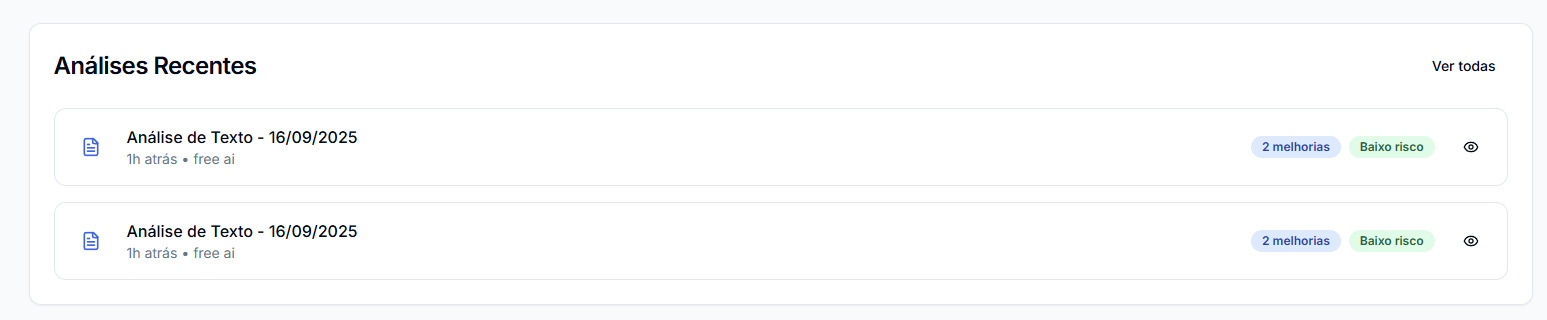 Análises Recentes
Ver todas
Análise de Texto - 16/09/2025
1h atrás • free ai
2 melhorias
Baixo risco
Análise de Texto - 16/09/2025
1h atrás • free ai
2 melhorias
Baixo risco